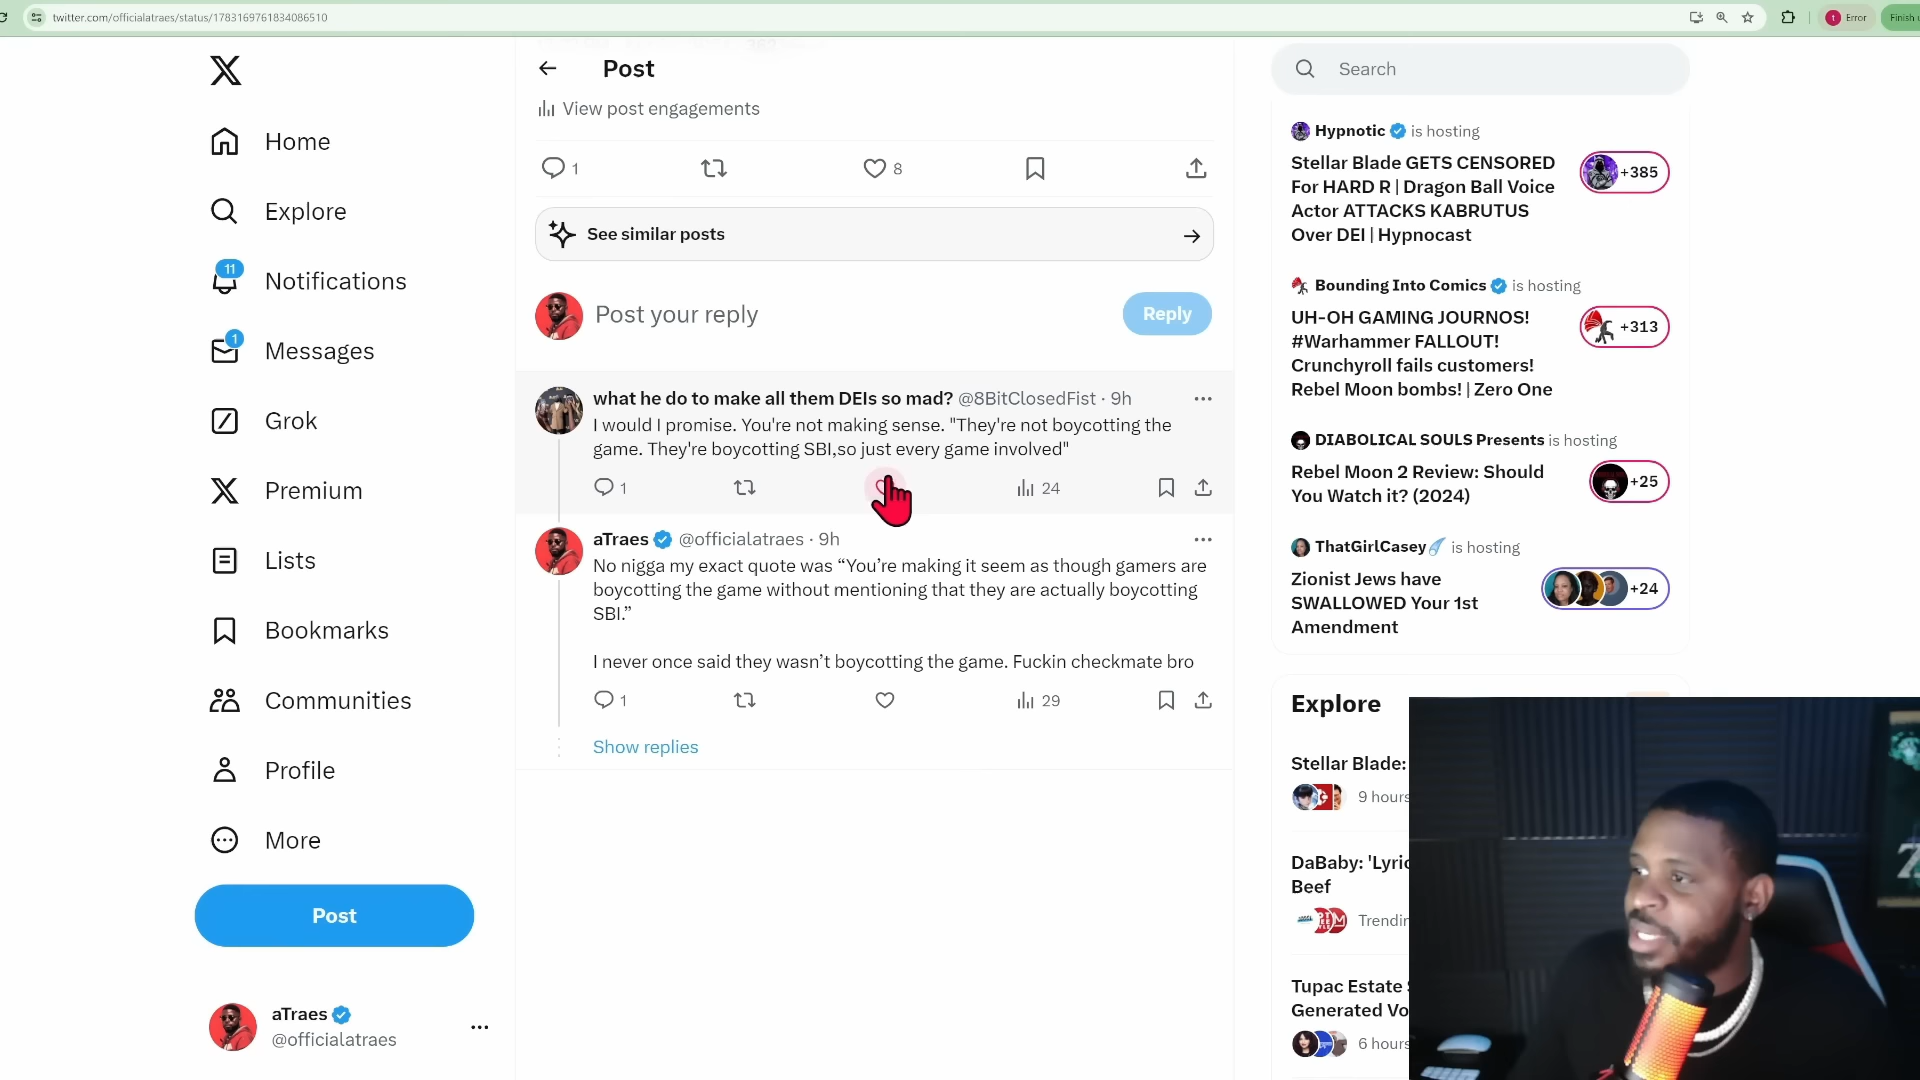 twitter.com/officialatraes/status/1783169761834086510
Error
Finish u
Home
Explore
11
Notifications
1
Messages
Grok
Premium
Lists
Bookmarks
Communities
Profile
More
Post
aTraes
@officialatraes
Post
View post engagements
1
8
See similar posts
Post your reply
Reply
what he do to make all them DEIs so mad? @8BitClosedFist · 9h
I would I promise. You're not making sense. "They're not boycotting the
game. They're boycotting SBI,so just every game involved"
1
24
aTraes @officialatraes · 9h
No nigga my exact quote was “You’re making it seem as though gamers are
boycotting the game without mentioning that they are actually boycotting
SBI.”
I never once said they wasn’t boycotting the game. Fuckin checkmate bro
1
29
Show replies
Search
Hypnotic is hosting
Stellar Blade GETS CENSORED
For HARD R | Dragon Ball Voice
Actor ATTACKS KABRUTUS
Over DEI | Hypnocast
+385
Bounding Into Comics is hosting
UH-OH GAMING JOURNOS!
#Warhammer FALLOUT!
Crunchyroll fails customers!
Rebel Moon bombs! | Zero One
+313
DIABOLICAL SOULS Presents is hosting
Rebel Moon 2 Review: Should
You Watch it? (2024)
+25
ThatGirlCasey is hosting
Zionist Jews have
SWALLOWED Your 1st
Amendment
+24
Explore
Stellar Blade:
9 hours
DaBaby: 'Lyric
Beef
Trendin
Tupac Estate
Generated Vo
6 hours